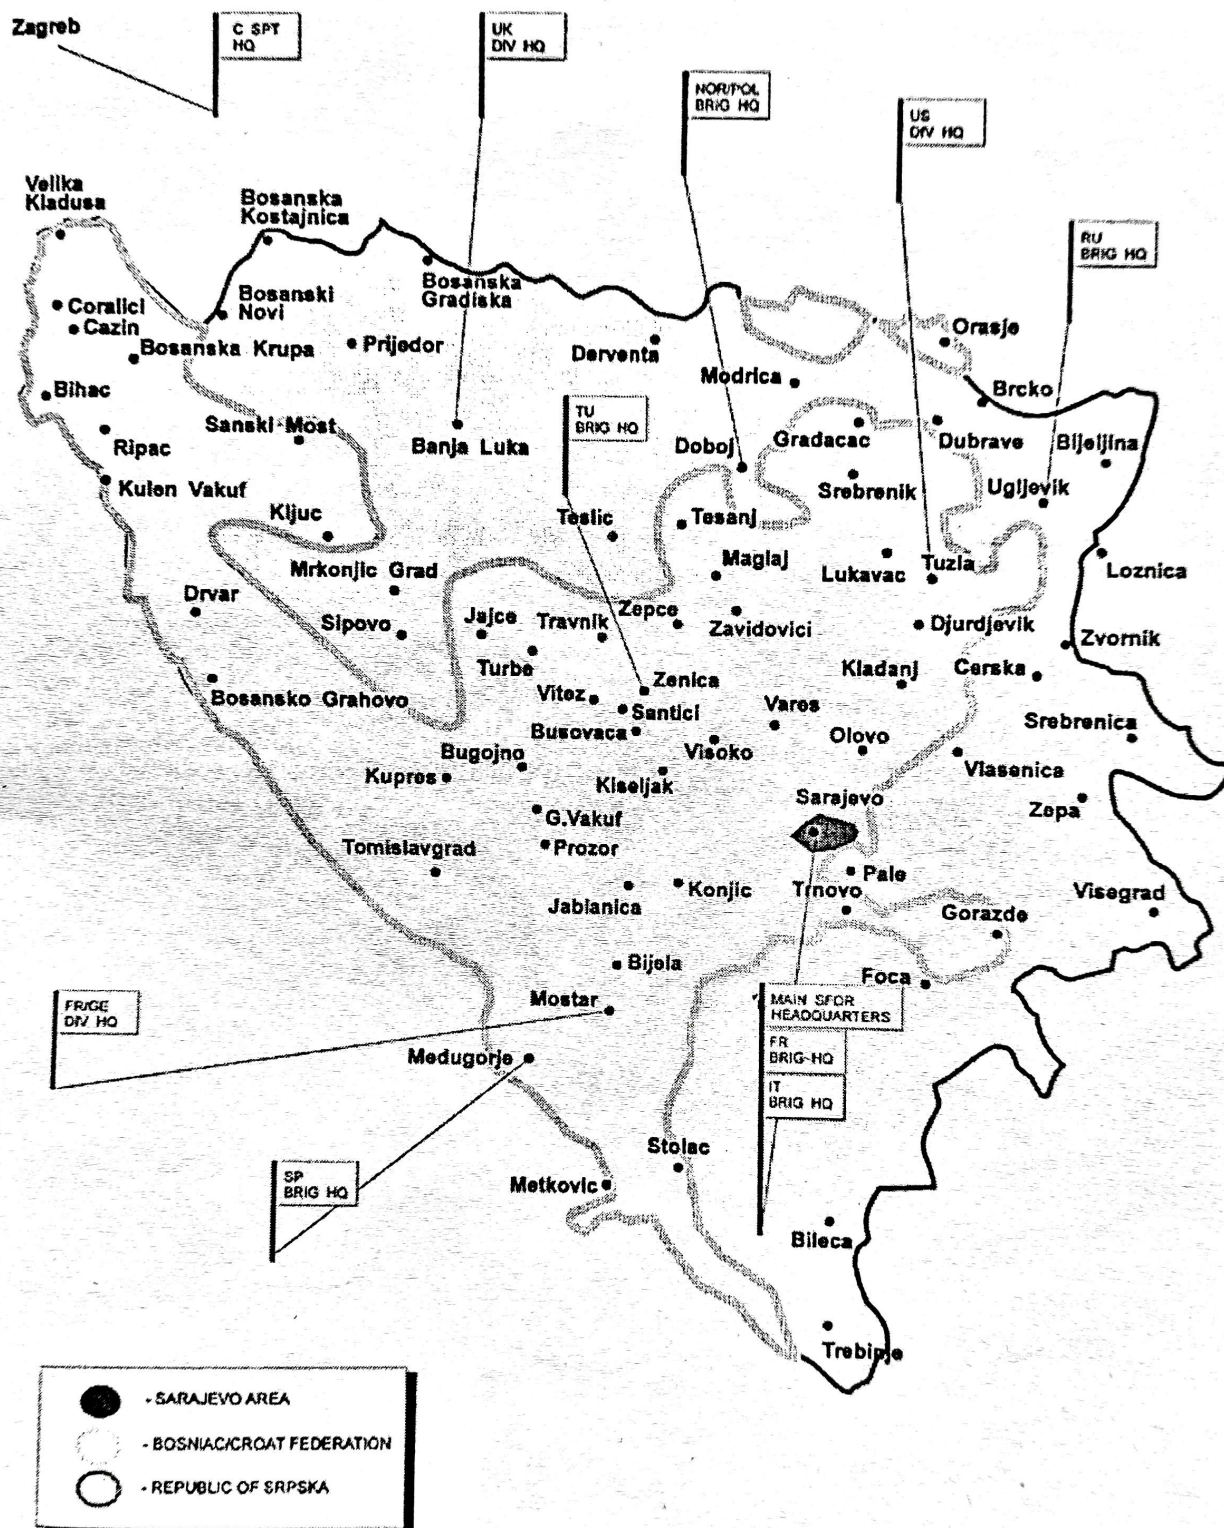 Zagreb
C SPT
HQ
UK
DIV HQ
NOR/POL
BRIG HQ
US
DIV HQ
RU
BRIG HQ
Velika
Kladusa
Bosanska
Kostajnica
Bosanska
Gradiska
Coralici
Bosanski
Novi
Cazin
Bosanska Krupa
Prijedor
Derventa
Orasje
Modrica
Bihac
Brcko
TU
BRIG HQ
Ripac
Sanski Most
Banja Luka
Doboj
Gradacac
Dubrave
Bijeljina
Kulen Vakuf
Srebrenik
Ugljevik
Kljuc
Teslic
Tesanj
Mrkonjic Grad
Maglaj
Lukavac
Tuzla
Loznica
Drvar
Sipovo
Jajce
Travnik
Zepce
Zavidovici
Djurdjevik
Zvornik
Turbe
Kladanj
Cerska
Bosansko Grahovo
Vitez
Zenica
Santici
Vares
Srebrenica
Busovaca
Visoko
Olovo
Bugojno
Vlasenica
Kupres
Kiseljak
Sarajevo
Zepa
G.Vakuf
Tomislavgrad
Prozor
Pale
Jablanica
Konjic
Trnovo
Visegrad
Gorazde
Bijela
Foca
FR/GE
DIV HQ
Mostar
MAIN SFOR
HEADQUARTERS
FR
BRIG HQ
Medugorje
IT
BRIG HQ
SP
BRIG HQ
Stolac
Metkovic
Bileca
Trebinje
- SARAJEVO AREA
- BOSNIAC/CROAT FEDERATION
- REPUBLIC OF SRPSKA